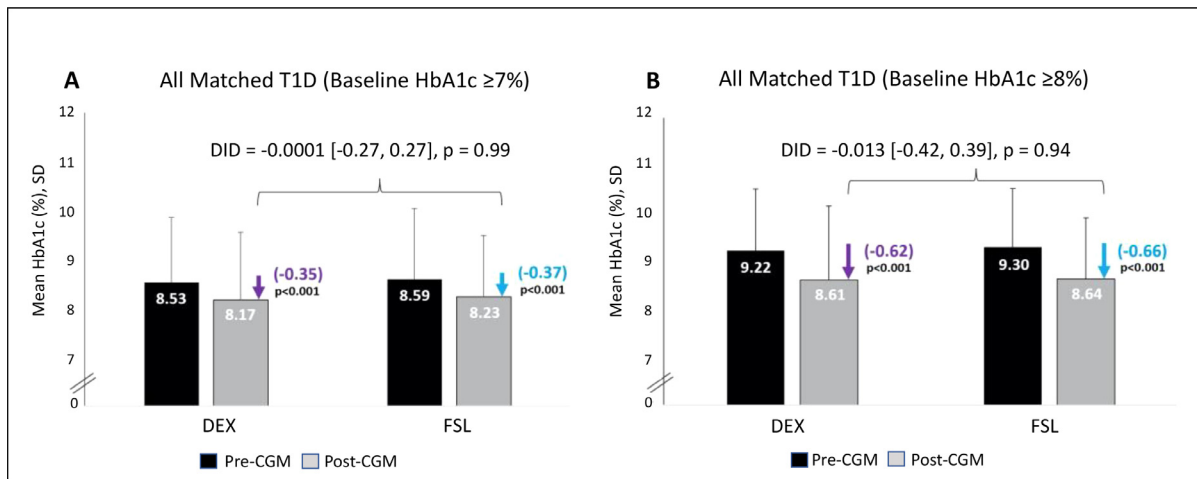 A
All Matched T1D (Baseline HbA1c ≥7%)
Mean HbA1c (%), SD
12
11
10
9
8
7
0
DID = -0.0001 [-0.27, 0.27], p = 0.99
(-0.35)
p<0.001
(-0.37)
p<0.001
8.53
8.17
8.59
8.23
DEX
FSL
Pre-CGM
Post-CGM
B
All Matched T1D (Baseline HbA1c ≥8%)
Mean HbA1c (%), SD
12
11
10
9
8
7
0
DID = -0.013 [-0.42, 0.39], p = 0.94
(-0.62)
p<0.001
(-0.66)
p<0.001
9.22
8.61
9.30
8.64
DEX
FSL
Pre-CGM
Post-CGM